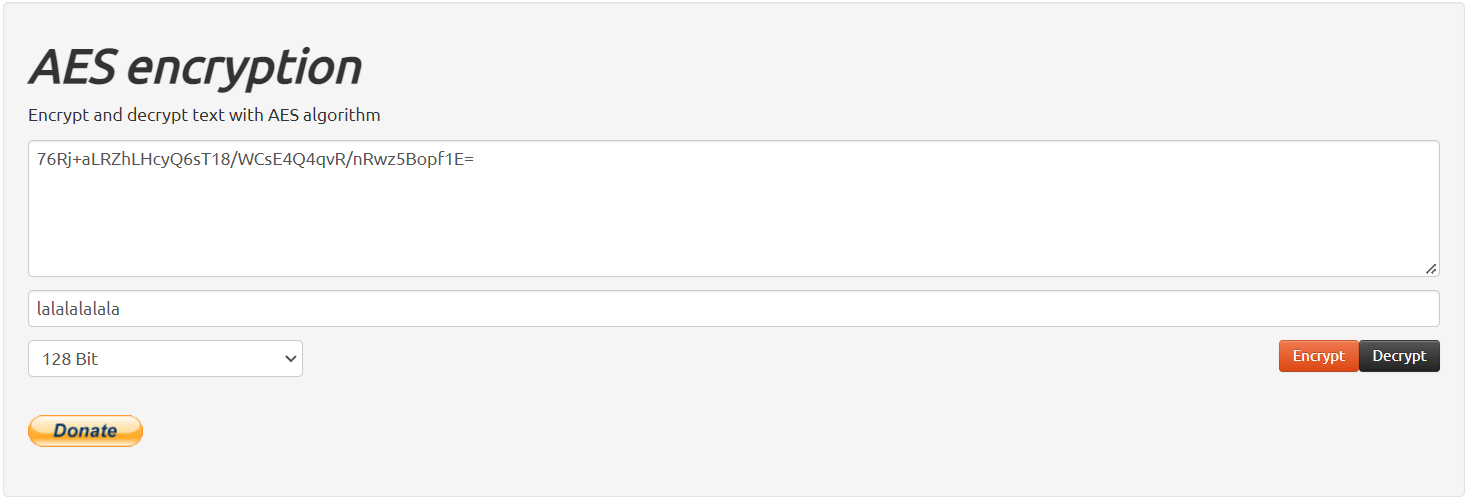 AES encryption
Encrypt and decrypt text with AES algorithm
76Rj+aLRZhLHcyQ6sT18/WCsE4Q4qvR/nRwz5Bopf1E=
lalalalalala
128 Bit
Encrypt Decrypt
Donate